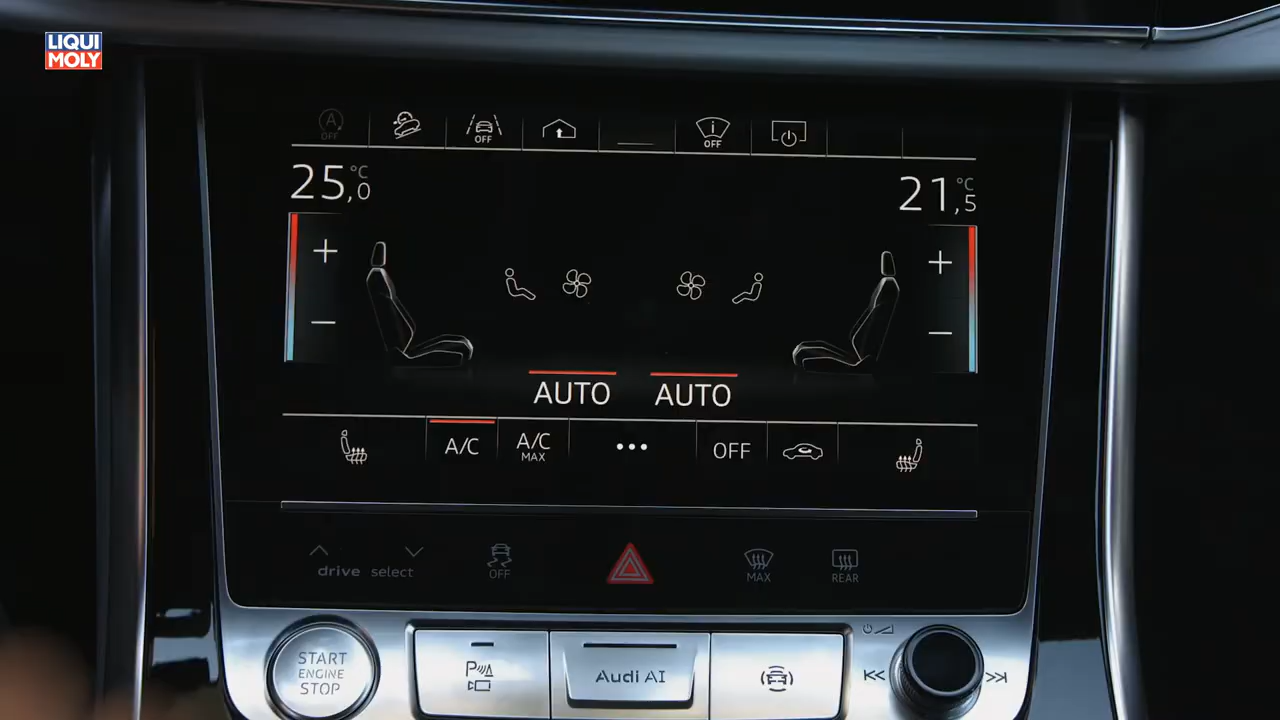 LIQUI
MOLY
A
OFF
OFF
i
OFF
25,0 °C
21,5 °C
+
+
−
−
AUTO AUTO
A/C
A/C
MAX
•••
OFF
drive select
OFF
MAX
REAR
START
ENGINE
STOP
P
Audi AI